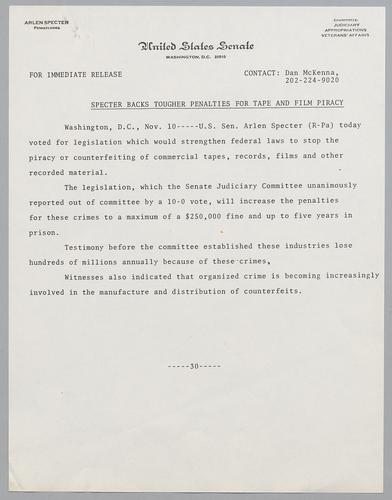 ARLEN SPECTER
PENNSYLVANIA
COMMITTEES:
JUDICIARY
APPROPRIATIONS
VETERANS' AFFAIRS
United States Senate
WASHINGTON, D.C. 20510
FOR IMMEDIATE RELEASE
CONTACT: Dan McKenna,
202-224-9020
SPECTER BACKS TOUGHER PENALTIES FOR TAPE AND FILM PIRACY
Washington, D.C., Nov. 10-----U.S. Sen. Arlen Specter (R-Pa) today
voted for legislation which would strengthen federal laws to stop the
piracy or counterfeiting of commercial tapes, records, films and other
recorded material.
The legislation, which the Senate Judiciary Committee unanimously
reported out of committee by a 10-0 vote, will increase the penalties
for these crimes to a maximum of a $250,000 fine and up to five years in
prison.
Testimony before the committee established these industries lose
hundreds of millions annually because of these crimes,
Witnesses also indicated that organized crime is becoming increasingly
involved in the manufacture and distribution of counterfeits.
-----30-----